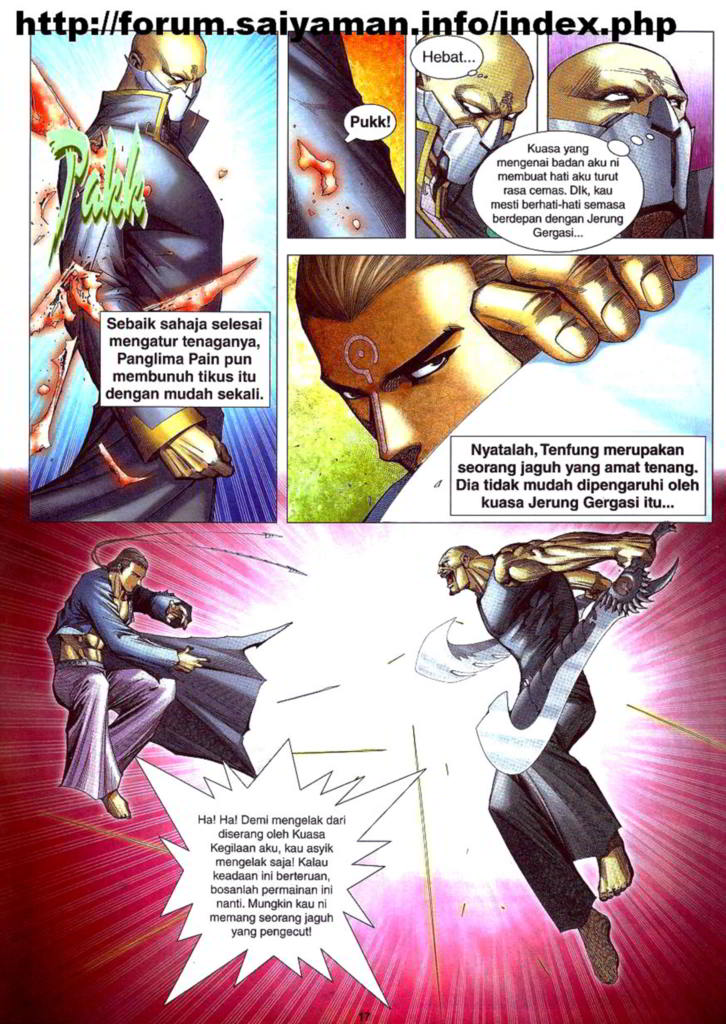 http://forum.saiyaman.info/index.php
Pakk
Sebaik sahaja selesai
mengatur tenaganya,
Panglima Pain pun
membunuh tikus itu
dengan mudah sekali.
Pukk!
Hebat...
Kuasa yang
mengenai badan aku ni
membuat hati aku turut
rasa cemas. Dlk, kau
mesti berhati-hati semasa
berdepan dengan Jerung
Gergasi...
Nyatalah, Tenfung merupakan
seorang jaguh yang amat tenang.
Dia tidak mudah dipengaruhi oleh
kuasa Jerung Gergasi itu...
Ha! Ha! Demi mengelak dari
diserang oleh Kuasa
Kegilaan aku, kau asyik
mengelak saja! Kalau
keadaan ini berteruan,
bosanlah permainan ini
nanti. Mungkin kau ni
memang seorang jaguh
yang pengecut!
17